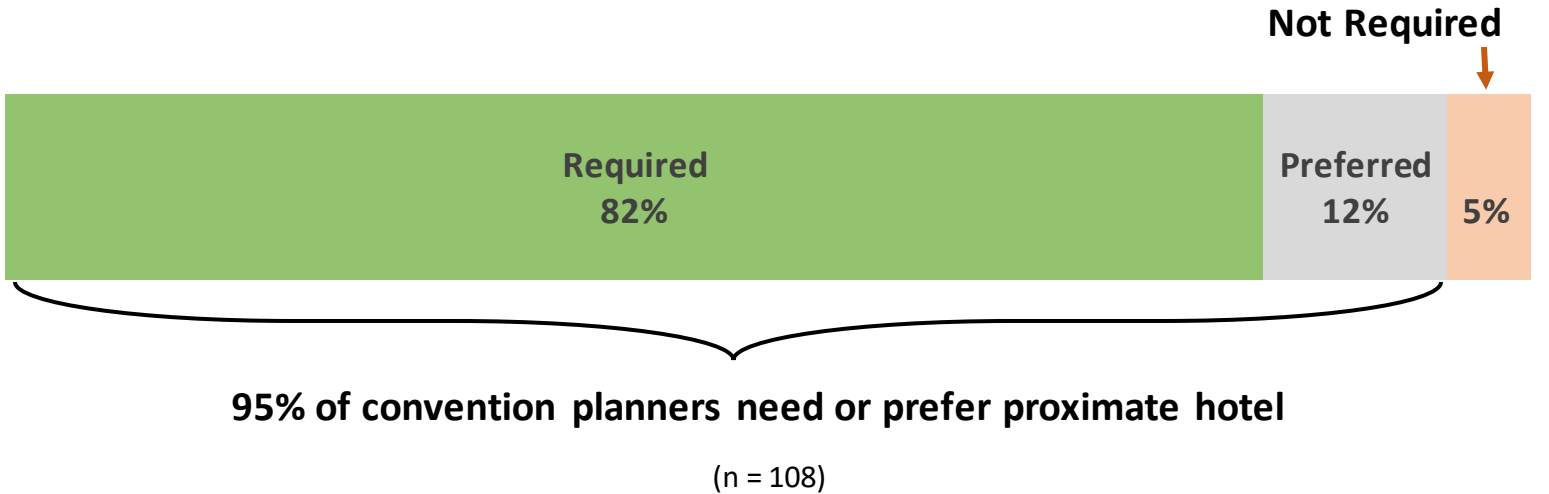 Not Required
Required
82%
Preferred
12%
5%
95% of convention planners need or prefer proximate hotel
(n = 108)